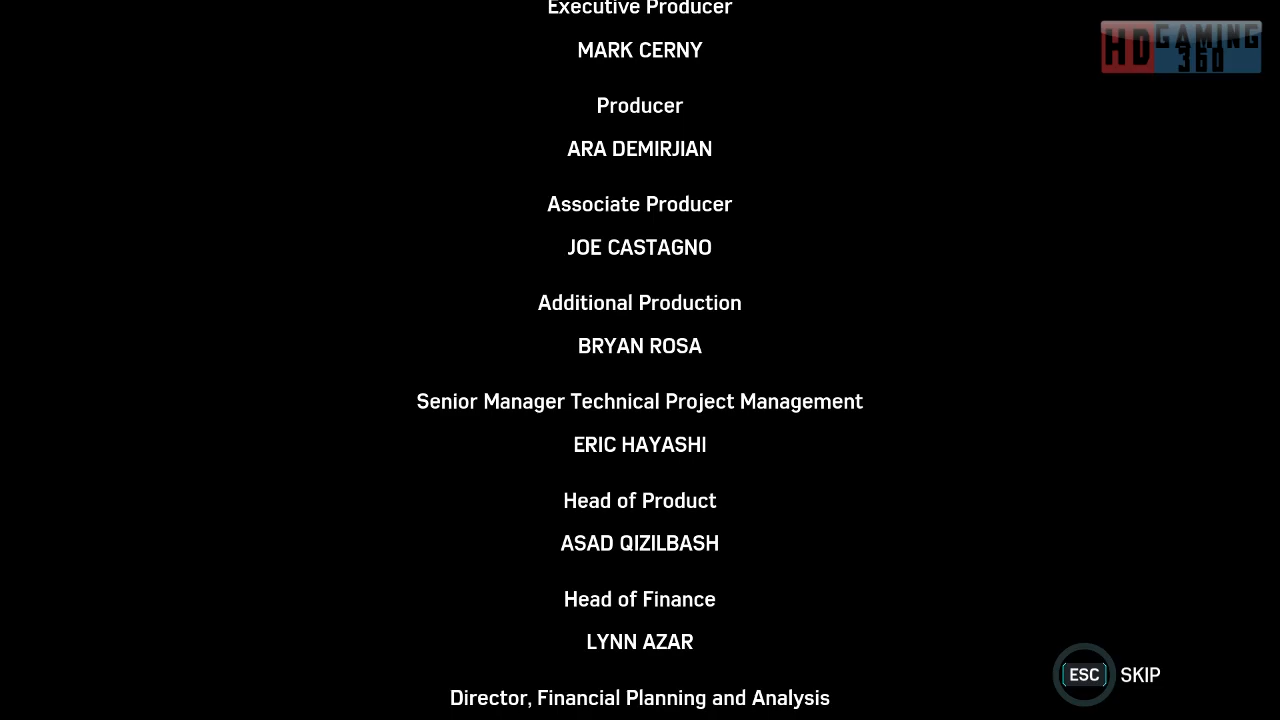 Executive Producer
MARK CERNY
Producer
ARA DEMIRJIAN
Associate Producer
JOE CASTAGNO
Additional Production
BRYAN ROSA
Senior Manager Technical Project Management
ERIC HAYASHI
Head of Product
ASAD QIZILBASH
Head of Finance
LYNN AZAR
Director, Financial Planning and Analysis
HD GAMING
360
ESC SKIP